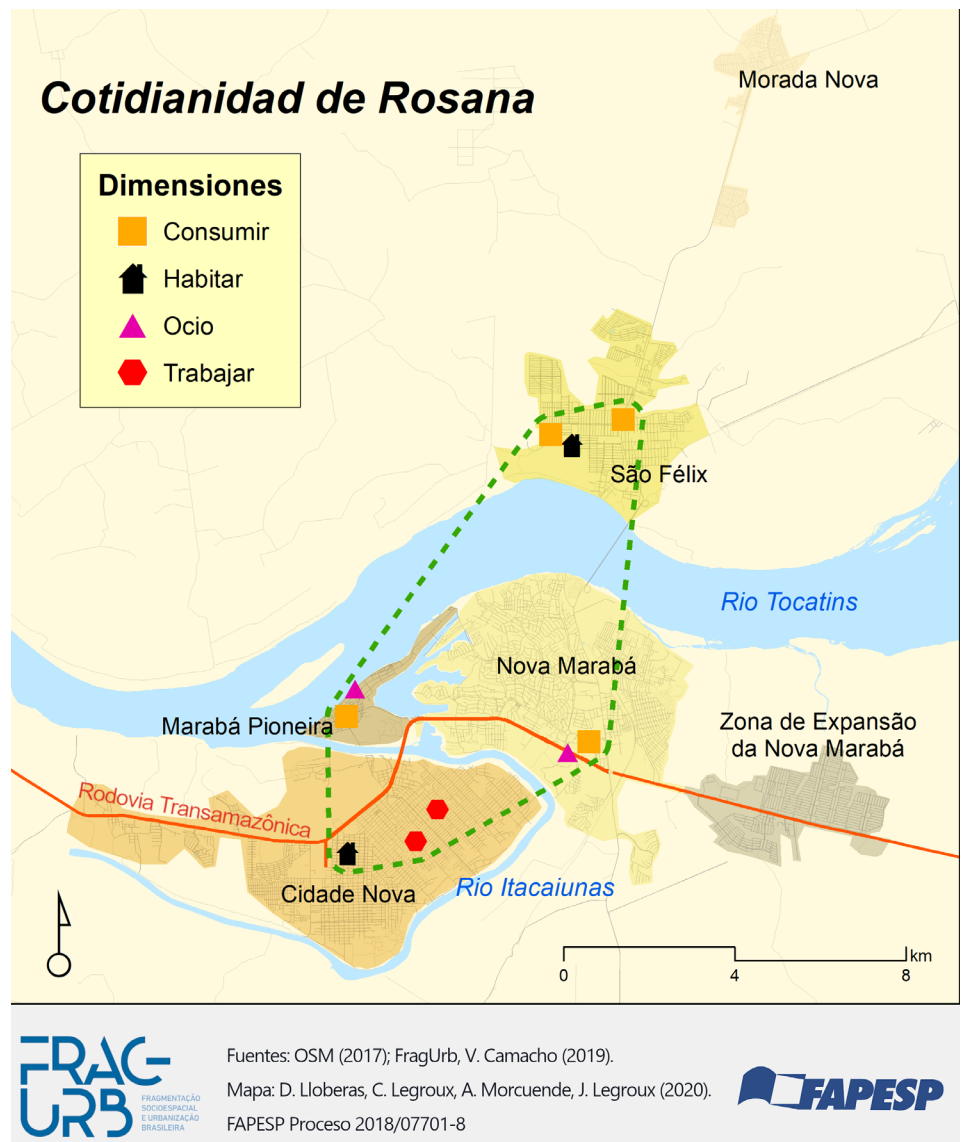 Cotidianidad de Rosana
Morada Nova
Dimensiones
Consumir
Habitar
Ocio
Trabajar
São Félix
Rio Tocatins
Nova Marabá
Marabá Pioneira
Zona de Expansão
da Nova Marabá
Rodovia Transamazônica
Rio Itacaiunas
Cidade Nova
km
0 4 8
FRAG-
URB
FRAGMENTAÇÃO
SOCIOESPACIAL
E URBANIZAÇÃO
BRASILEIRA
Fuentes: OSM (2017); FragUrb, V. Camacho (2019).
Mapa: D. Lloberas, C. Legroux, A. Morcuende, J. Legroux (2020).
FAPESP Proceso 2018/07701-8
FAPESP